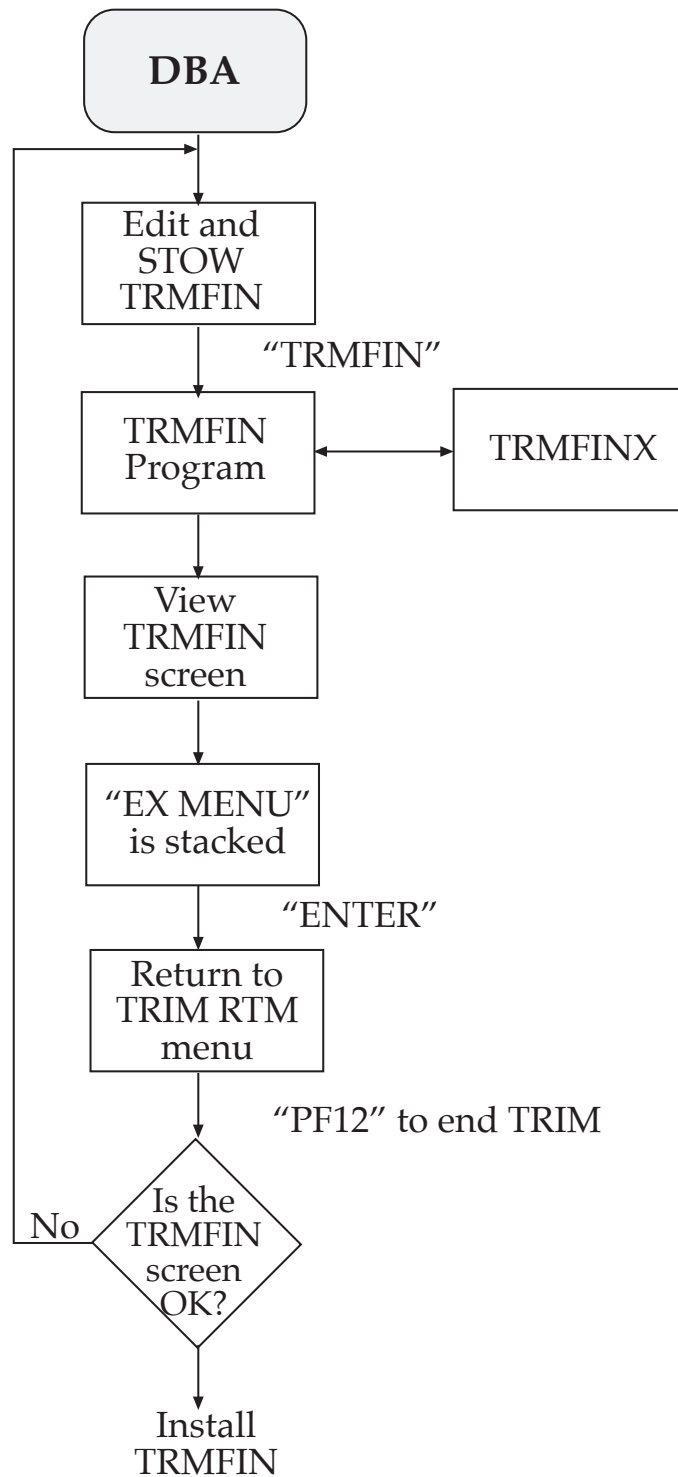 DBA
Edit and
STOW
TRMFIN
“TRMFIN”
TRMFIN
Program
TRMFINX
View
TRMFIN
screen
“EX MENU”
is stacked
“ENTER”
Return to
TRIM RTM
menu
“PF12” to end TRIM
Is the
TRMFIN
screen
OK?
No
Install
TRMFIN